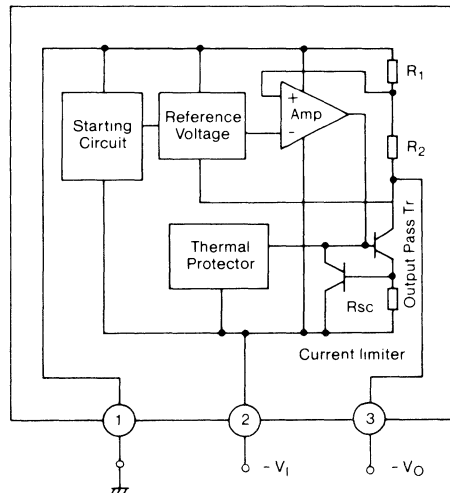 R1
+
Amp
-
Starting
Circuit
Reference
Voltage
R2
Output Pass Tr
Thermal
Protector
Rsc
Current limiter
1
2
3
- VI
- VO